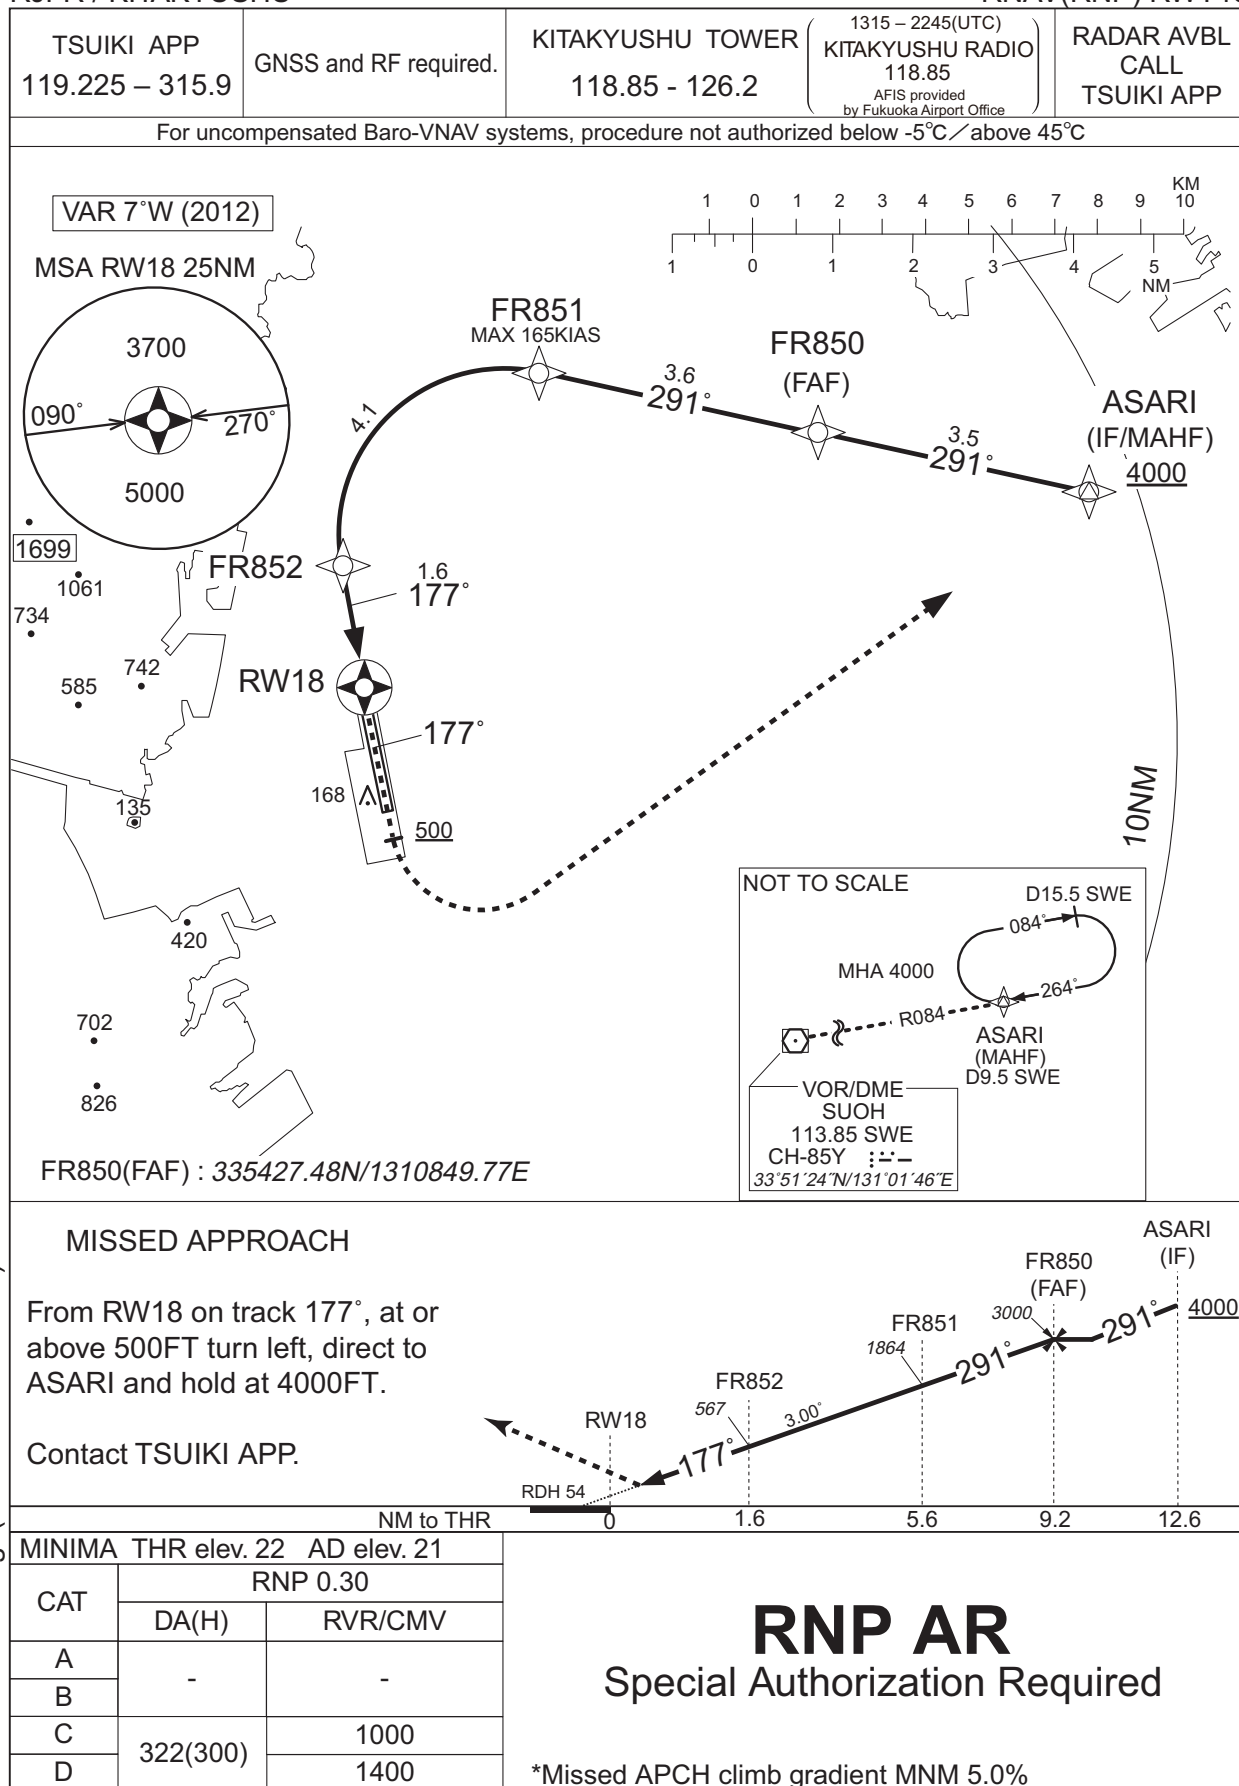 TSUIKI APP
119.225 – 315.9
GNSS and RF required.
KITAKYUSHU TOWER
118.85 - 126.2
1315 – 2245(UTC)
KITAKYUSHU RADIO
118.85
AFIS provided
by Fukuoka Airport Office
RADAR AVBL
CALL
TSUIKI APP
For uncompensated Baro-VNAV systems, procedure not authorized below -5℃／above 45℃
VAR 7˚W (2012)
MSA RW18 25NM
3700
090˚
270˚
5000
1 0 1 2 3 4 5 6 7 8 9 10
KM
1 0 1 2 3 4 5
NM
FR851
MAX 165KIAS
3.6
291˚
FR850
(FAF)
3.5
291˚
ASARI
(IF/MAHF)
4000
4.1
FR852
1.6
177˚
RW18
177˚
168
500
1699
1061
734
742
585
135
420
702
826
10NM
NOT TO SCALE
D15.5 SWE
084˚
MHA 4000
264˚
R084
ASARI
(MAHF)
D9.5 SWE
VOR/DME
SUOH
113.85 SWE
CH-85Y
33˚51´24˝N/131˚01´46˝E
FR850(FAF) : 335427.48N/1310849.77E
MISSED APPROACH
From RW18 on track 177˚, at or
above 500FT turn left, direct to
ASARI and hold at 4000FT.
Contact TSUIKI APP.
ASARI
(IF)
4000
291˚
FR850
(FAF)
3000
291˚
FR851
1864
3.00˚
FR852
567
177˚
RW18
RDH 54
NM to THR
0 1.6 5.6 9.2 12.6
MINIMA THR elev. 22 AD elev. 21
CAT
RNP 0.30
DA(H) RVR/CMV
A
B
- -
C
D
322(300)
1000
1400
RNP AR
Special Authorization Required
*Missed APCH climb gradient MNM 5.0%